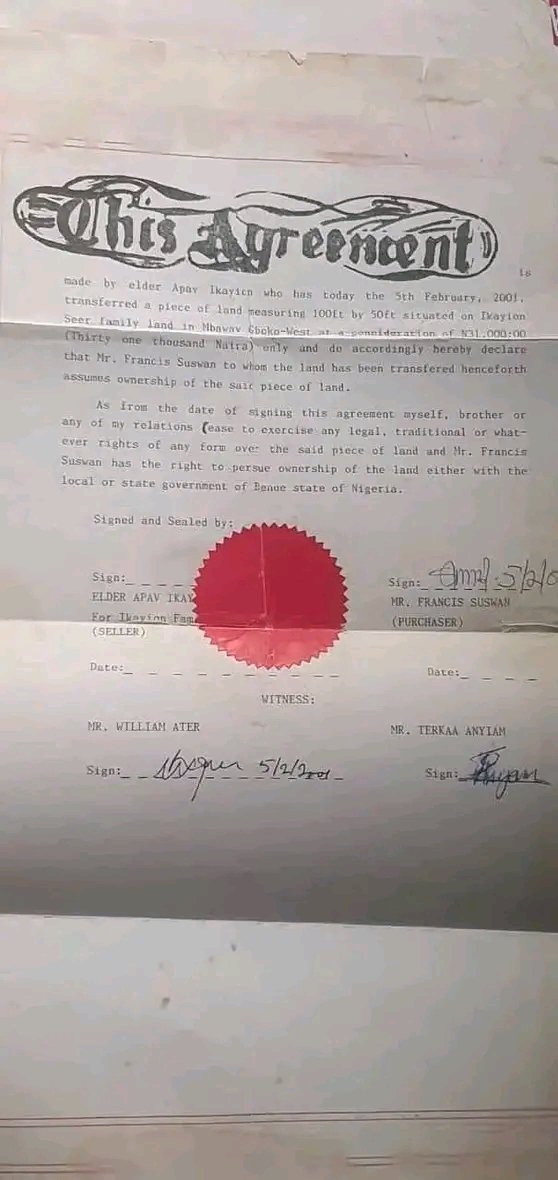 This Agreement is
made by elder Apav Ikayion who has today the 5th February, 2001,
transferred a piece of land measuring 100ft by 50ft situated on Ikayion
Seer family land in Mbawav Gboko-West at a consideration of N31,000:00
(Thirty one thousand Naira) only and do accordingly hereby declare
that Mr. Francis Suswan to whom the land has been transfered henceforth
assumes ownership of the said piece of land.
As from the date of signing this agreement myself, brother or
any of my relations (ease to exercise any legal, traditional or what-
ever rights of any form over the said piece of land and Mr. Francis
Suswan has the right to persue ownership of the land either with the
local or state government of Benue state of Nigeria.
Signed and Sealed by:
Sign: Sign: 5/2/0
ELDER APAV IKAY MR. FRANCIS SUSWAN
For Ikayion Fam (PURCHASER)
(SELLER)
Date: Date:
WITNESS:
MR. WILLIAM ATER MR. TERKAA ANYIAM
Sign: 5/2/2001 Sign: